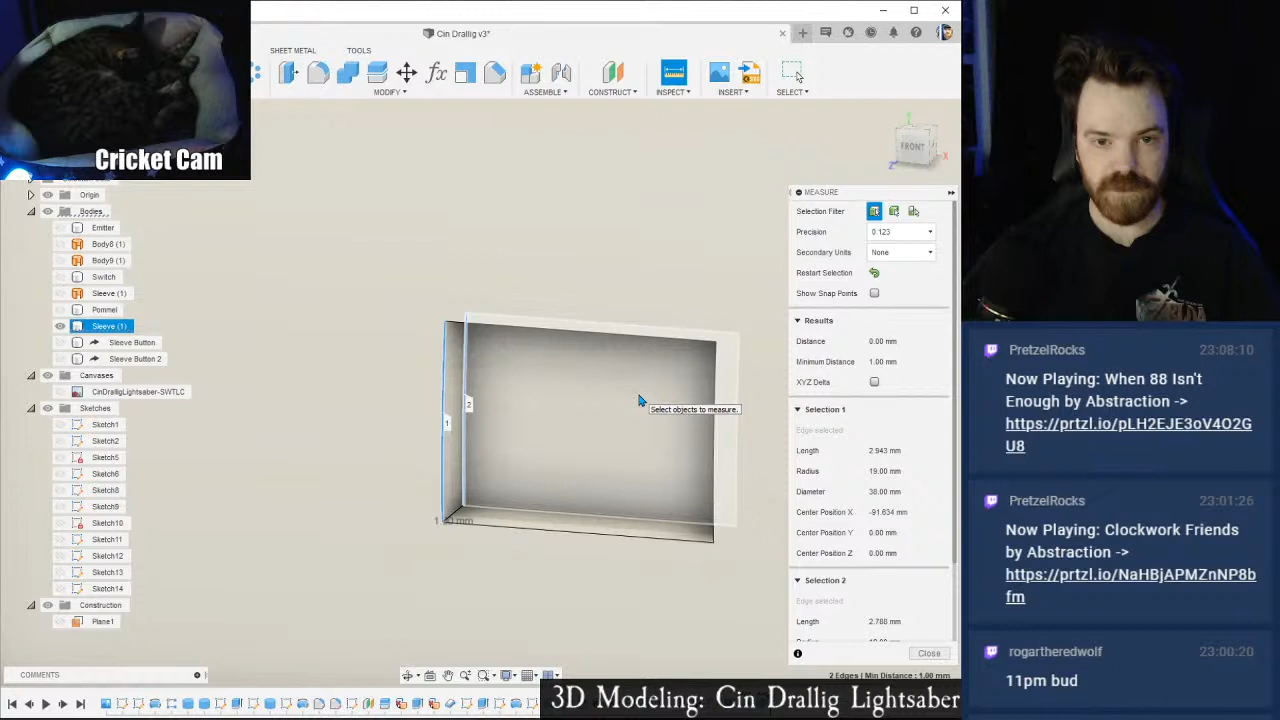 Cin Drallig v3*
SHEET METAL
TOOLS
MODIFY
ASSEMBLE
CONSTRUCT
INSPECT
INSERT
SELECT
Cricket Cam
FRONT
Origin
Bodies
Emitter
Body8 (1)
Body9 (1)
Switch
Sleeve (1)
Pommel
Sleeve (1)
Sleeve Button
Sleeve Button 2
Canvases
CinDralligLightsaber-SWTLC
Sketches
Sketch1
Sketch2
Sketch5
Sketch6
Sketch8
Sketch9
Sketch10
Sketch11
Sketch12
Sketch13
Sketch14
Construction
Plane1
COMMENTS
1
2
Select objects to measure.
MEASURE
Selection Filter
Precision 0.123
Secondary Units None
Restart Selection
Show Snap Points
Results
Distance 0.00 mm
Minimum Distance 1.00 mm
XYZ Delta
Selection 1
Edge selected
Length 2.943 mm
Radius 19.00 mm
Diameter 38.00 mm
Center Position X -91.634 mm
Center Position Y 0.00 mm
Center Position Z 0.00 mm
Selection 2
Edge selected
Length 2.788 mm
Close
2 Edges | Min Distance : 1.00 mm
3D Modeling: Cin Drallig Lightsaber
PretzelRocks 23:08:10
Now Playing: When 88 Isn't
Enough by Abstraction ->
https://prtzl.io/pLH2EJE3oV4O2G
U8
PretzelRocks 23:01:26
Now Playing: Clockwork Friends
by Abstraction ->
https://prtzl.io/NaHBjAPMZnNP8b
fm
rogartheredwolf 23:00:20
11pm bud